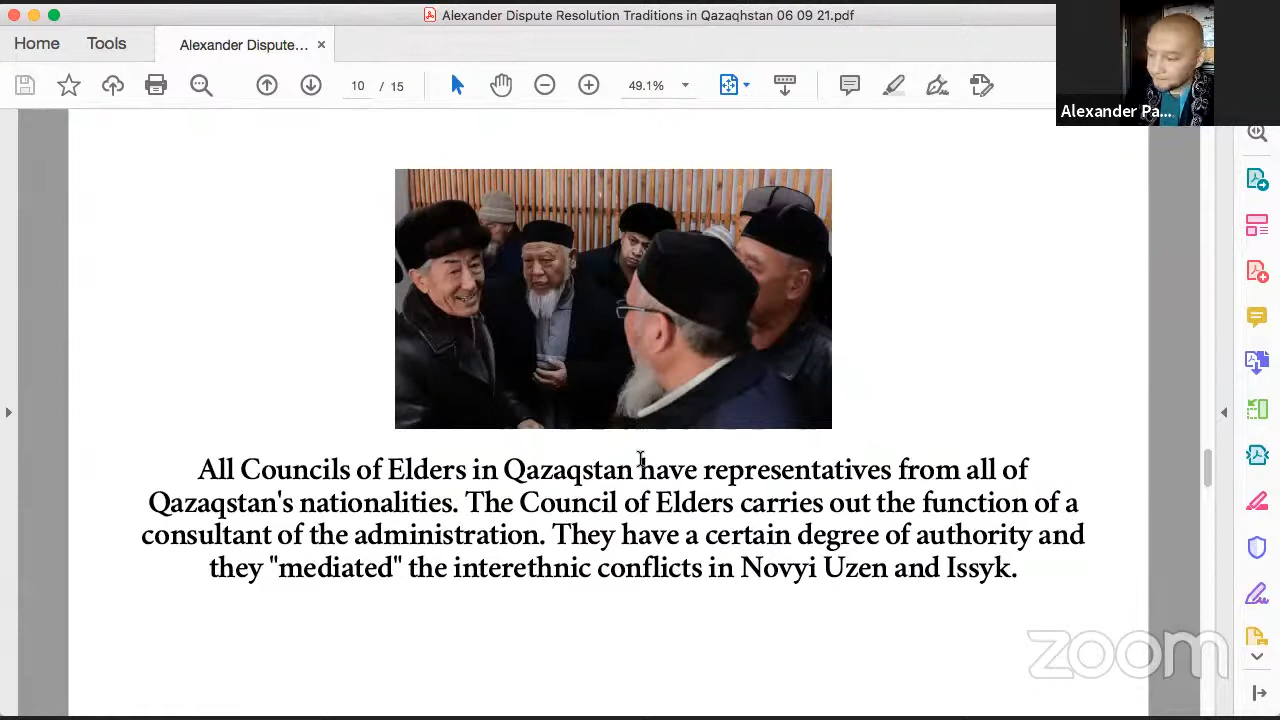 Alexander Dispute Resolution Traditions in Qazaqhstan 06 09 21.pdf
Home
Tools
Alexander Dispute...
10 / 15
49.1%
Alexander Pa...
All Councils of Elders in Qazaqstan have representatives from all of
Qazaqstan's nationalities. The Council of Elders carries out the function of a
consultant of the administration. They have a certain degree of authority and
they "mediated" the interethnic conflicts in Novyi Uzen and Issyk.
zoom